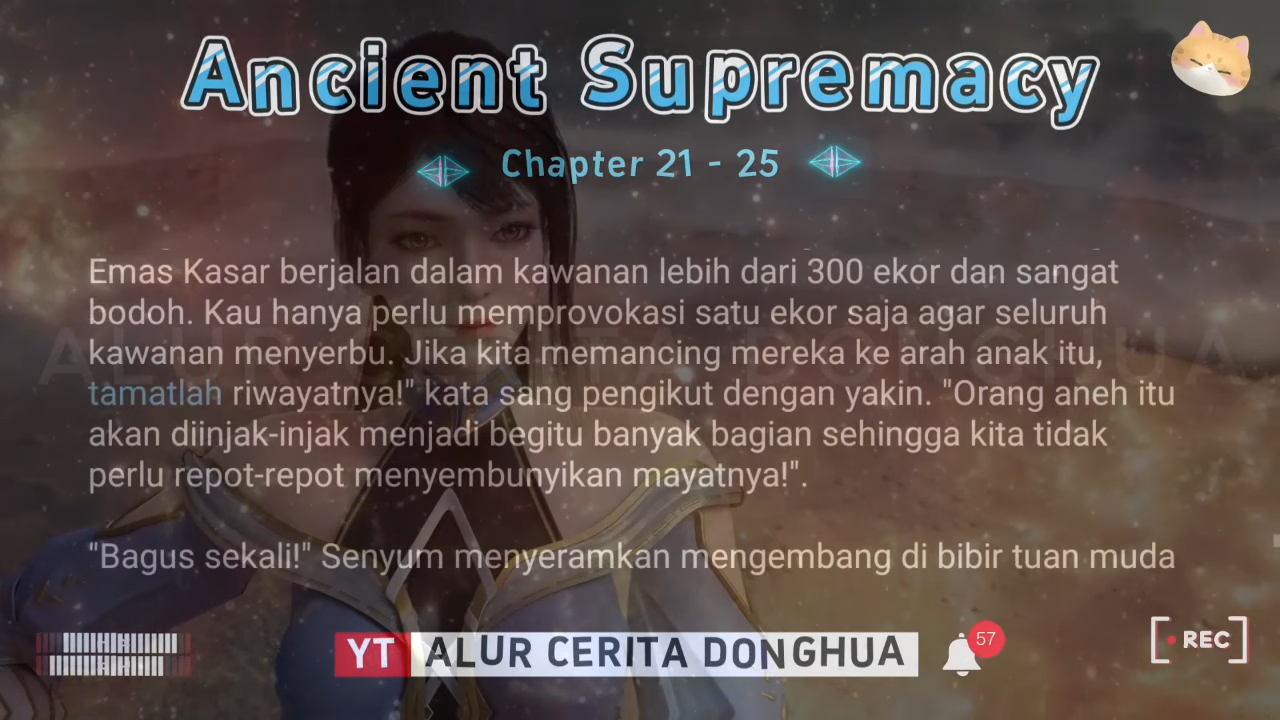 Ancient Supremacy
Chapter 21 - 25
Emas Kasar berjalan dalam kawanan lebih dari 300 ekor dan sangat
bodoh. Kau hanya perlu memprovokasi satu ekor saja agar seluruh
kawanan menyerbu. Jika kita memancing mereka ke arah anak itu,
tamatlah riwayatnya!" kata sang pengikut dengan yakin. "Orang aneh itu
akan diinjak-injak menjadi begitu banyak bagian sehingga kita tidak
perlu repot-repot menyembunyikan mayatnya!".
"Bagus sekali!" Senyum menyeramkan mengembang di bibir tuan muda
YT ALUR CERITA DONGHUA
57
REC